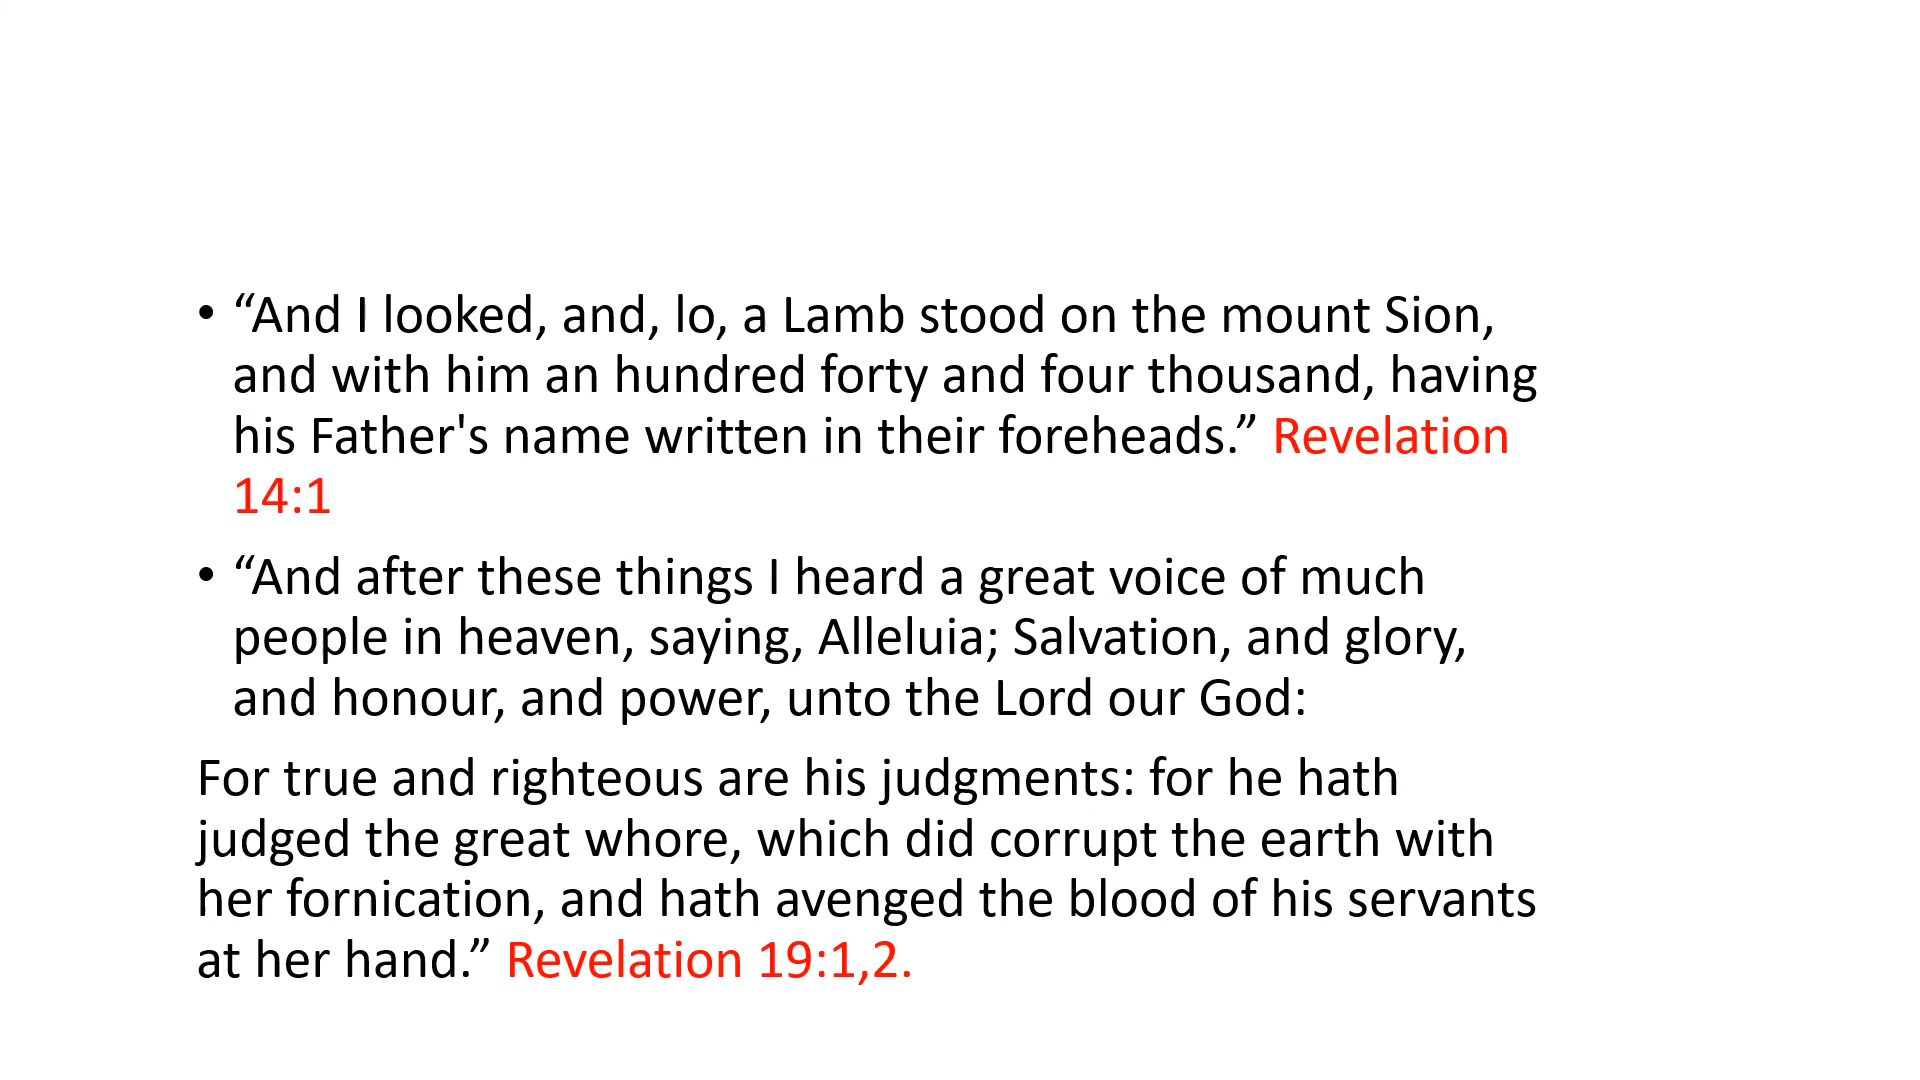 • “And I looked, and, lo, a Lamb stood on the mount Sion,
and with him an hundred forty and four thousand, having
his Father's name written in their foreheads.” Revelation
14:1
• “And after these things I heard a great voice of much
people in heaven, saying, Alleluia; Salvation, and glory,
and honour, and power, unto the Lord our God:
For true and righteous are his judgments: for he hath
judged the great whore, which did corrupt the earth with
her fornication, and hath avenged the blood of his servants
at her hand.” Revelation 19:1,2.